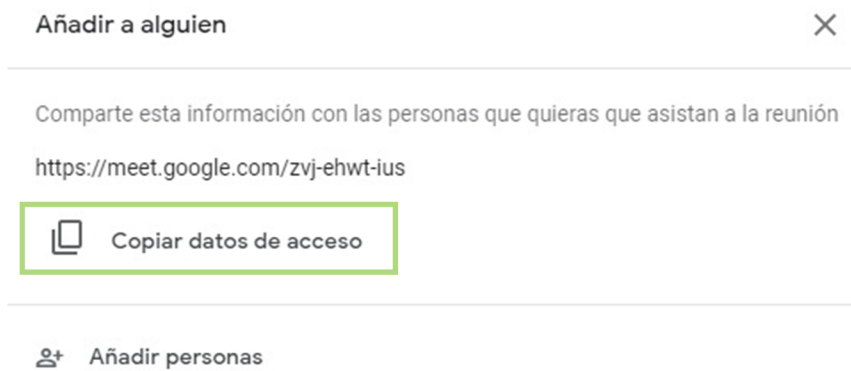 Añadir a alguien
Comparte esta información con las personas que quieras que asistan a la reunión
https://meet.google.com/zvj-ehwt-ius
Copiar datos de acceso
Añadir personas